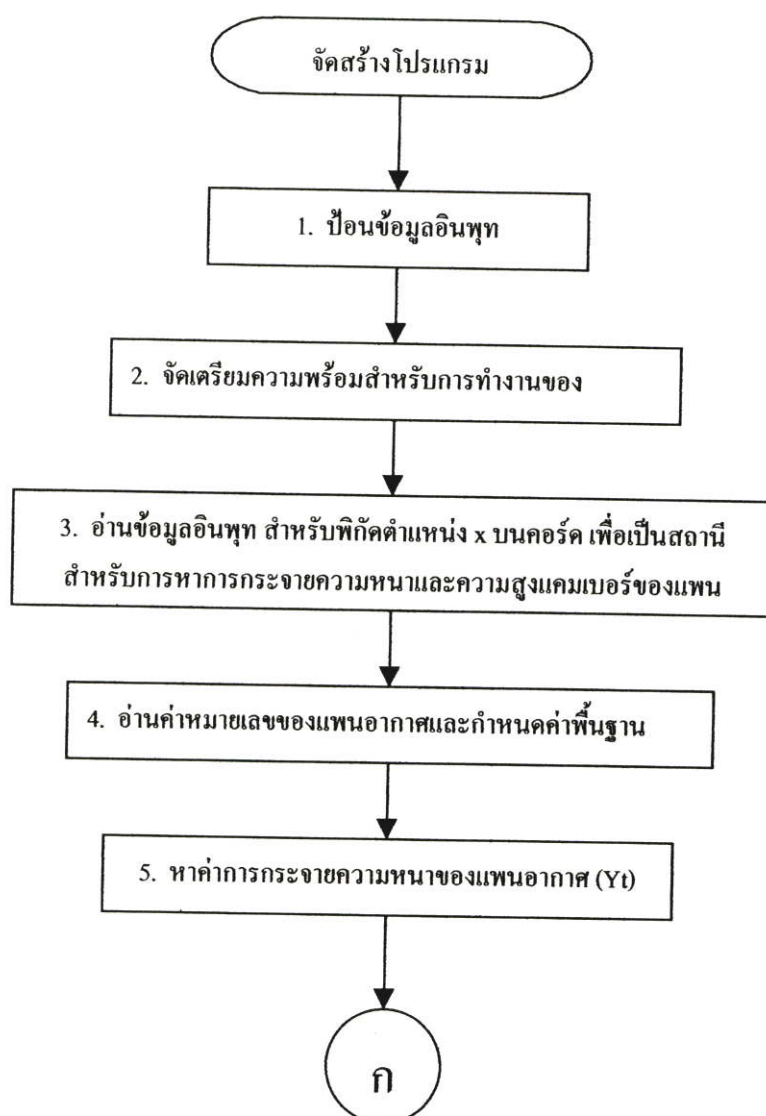 จัดสร้างโปรแกรม
1. ป้อนข้อมูลอินพุท
2. จัดเตรียมความพร้อมสำหรับการทำงานของ
3. อ่านข้อมูลอินพุท สำหรับพิกัดตำแหน่ง x บนคอร์ด เพื่อเป็นสถานี
สำหรับการหาการกระจายความหนาและความสูงแคมเบอร์ของแพน
4. อ่านค่าหมายเลขของแพนอากาศและกำหนดค่าพื้นฐาน
5. หาค่าการกระจายความหนาของแพนอากาศ (Yt)
ก